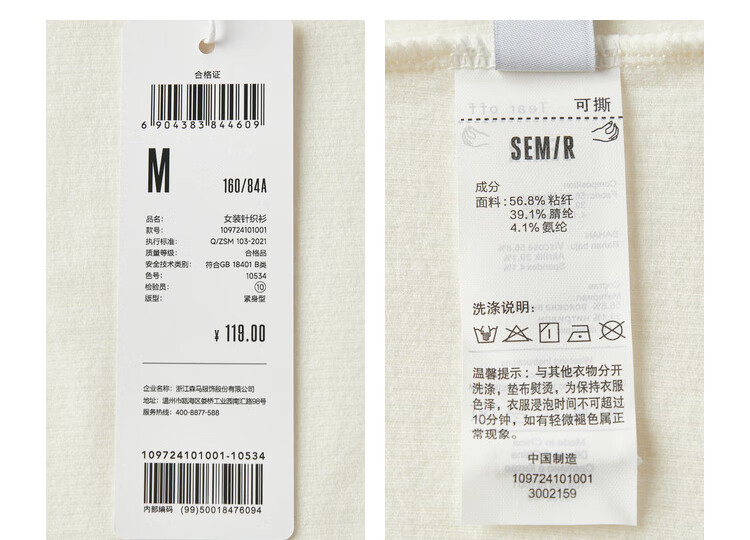 合格证
6 904383 844609
M
160/84A
品名: 女装针织衫
款号: 109724101001
执行标准: Q/ZSM 103-2021
质量等级: 合格品
安全技术类别: 符合GB 18401 B类
色号: 10534
检验员: 10
版型: 紧身型
¥ 119.00
企业名称: 浙江森马服饰股份有限公司
地址: 温州市瓯海区娄桥工业园南汇路98号
服务热线: 400-8877-588
109724101001-10534
内部编码 (99)50018476094
Tear off
可撕
SEM/R
成分
面料: 56.8% 粘纤
39.1% 腈纶
4.1% 氨纶
洗涤说明:
温馨提示: 与其他衣物分开
洗涤, 垫布熨烫, 为保持衣服
色泽, 衣服浸泡时间不可超过
10分钟, 如有轻微褪色属正
常现象.
中国制造
109724101001
3002159